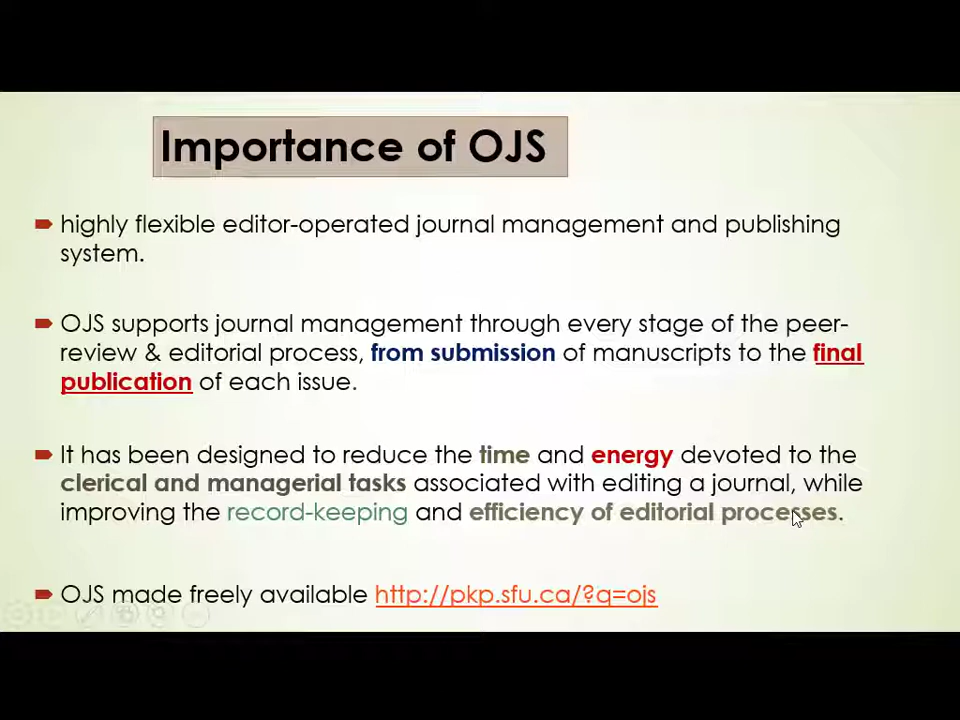 Importance of OJS
highly flexible editor-operated journal management and publishing
system.
OJS supports journal management through every stage of the peer-
review & editorial process, from submission of manuscripts to the final
publication of each issue.
It has been designed to reduce the time and energy devoted to the
clerical and managerial tasks associated with editing a journal, while
improving the record-keeping and efficiency of editorial processes.
OJS made freely available http://pkp.sfu.ca/?q=ojs